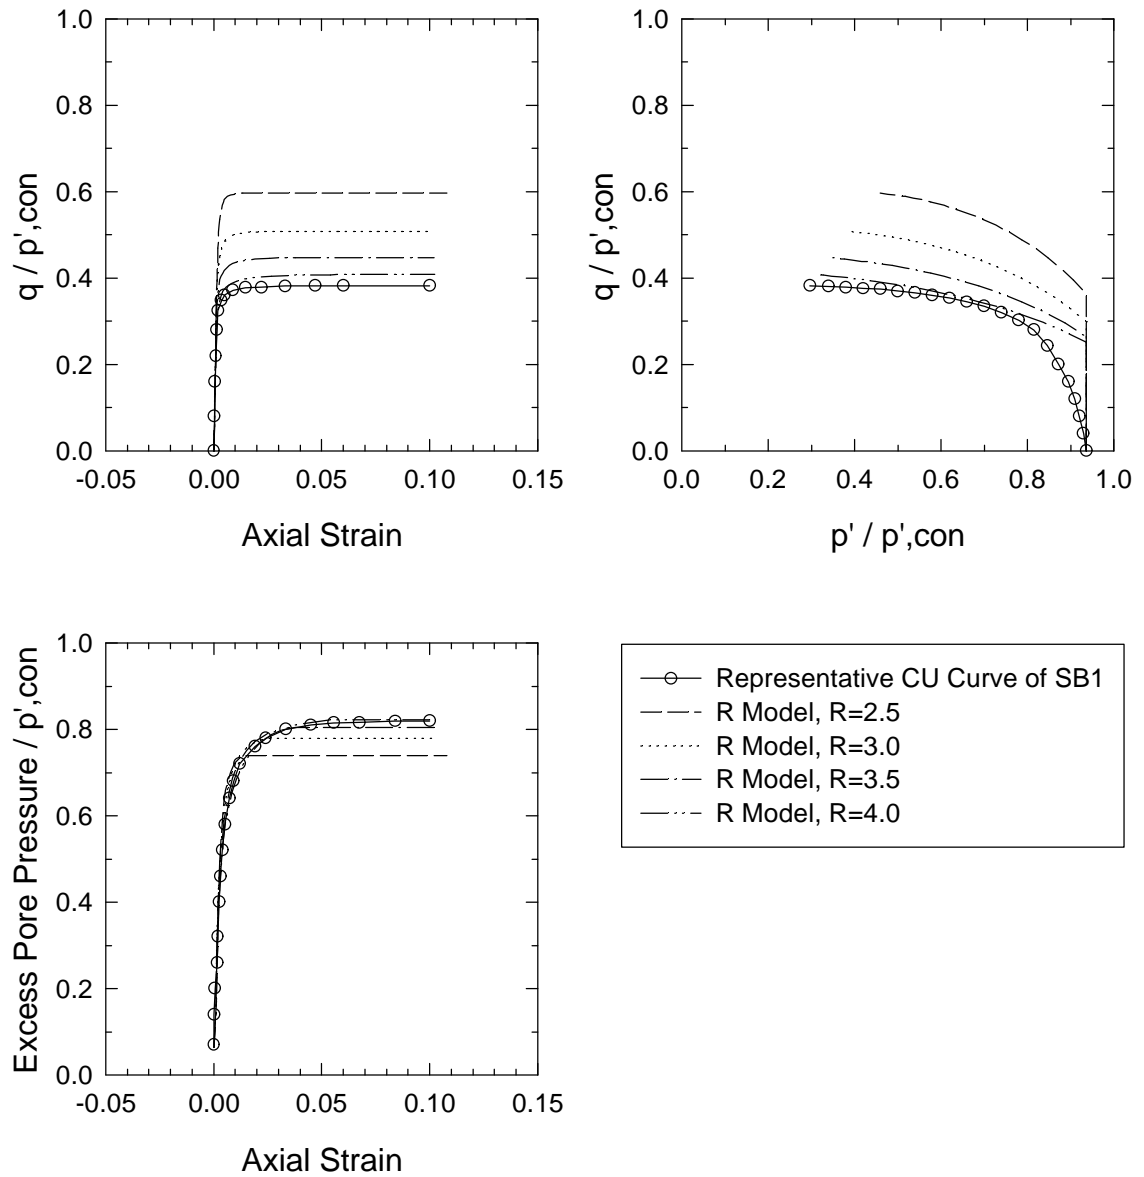 1.0
0.8
0.6
0.4
0.2
0.0
q / p',con
-0.05 0.00 0.05 0.10 0.15
Axial Strain
1.0
0.8
0.6
0.4
0.2
0.0
q / p',con
0.0 0.2 0.4 0.6 0.8 1.0
p' / p',con
1.0
0.8
0.6
0.4
0.2
0.0
Excess Pore Pressure / p',con
-0.05 0.00 0.05 0.10 0.15
Axial Strain
Representative CU Curve of SB1
R Model, R=2.5
R Model, R=3.0
R Model, R=3.5
R Model, R=4.0